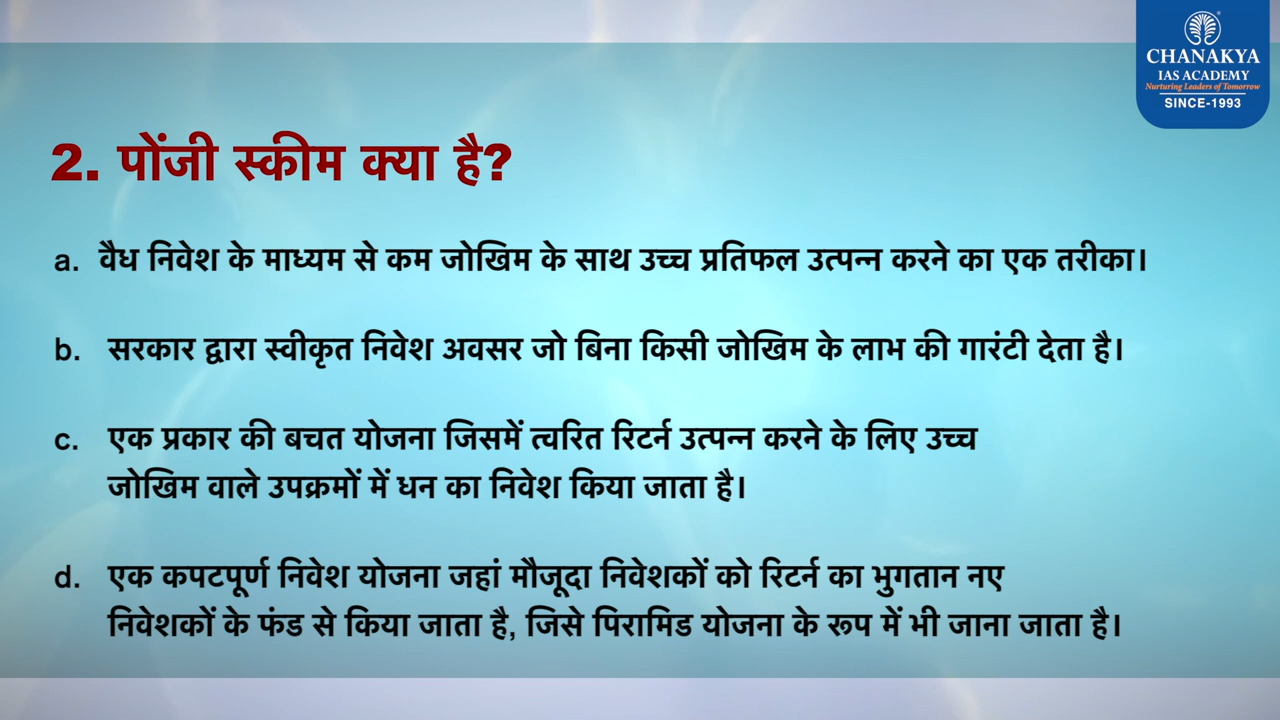 CHANAKYA
IAS ACADEMY
Nurturing Leaders of Tomorrow
SINCE-1993
2. पोंजी स्कीम क्या है?
a. वैध निवेश के माध्यम से कम जोखिम के साथ उच्च प्रतिफल उत्पन्न करने का एक तरीका।
b. सरकार द्वारा स्वीकृत निवेश अवसर जो बिना किसी जोखिम के लाभ की गारंटी देता है।
c. एक प्रकार की बचत योजना जिसमें त्वरित रिटर्न उत्पन्न करने के लिए उच्च
जोखिम वाले उपक्रमों में धन का निवेश किया जाता है।
d. एक कपटपूर्ण निवेश योजना जहां मौजूदा निवेशकों को रिटर्न का भुगतान नए
निवेशकों के फंड से किया जाता है, जिसे पिरामिड योजना के रूप में भी जाना जाता है।